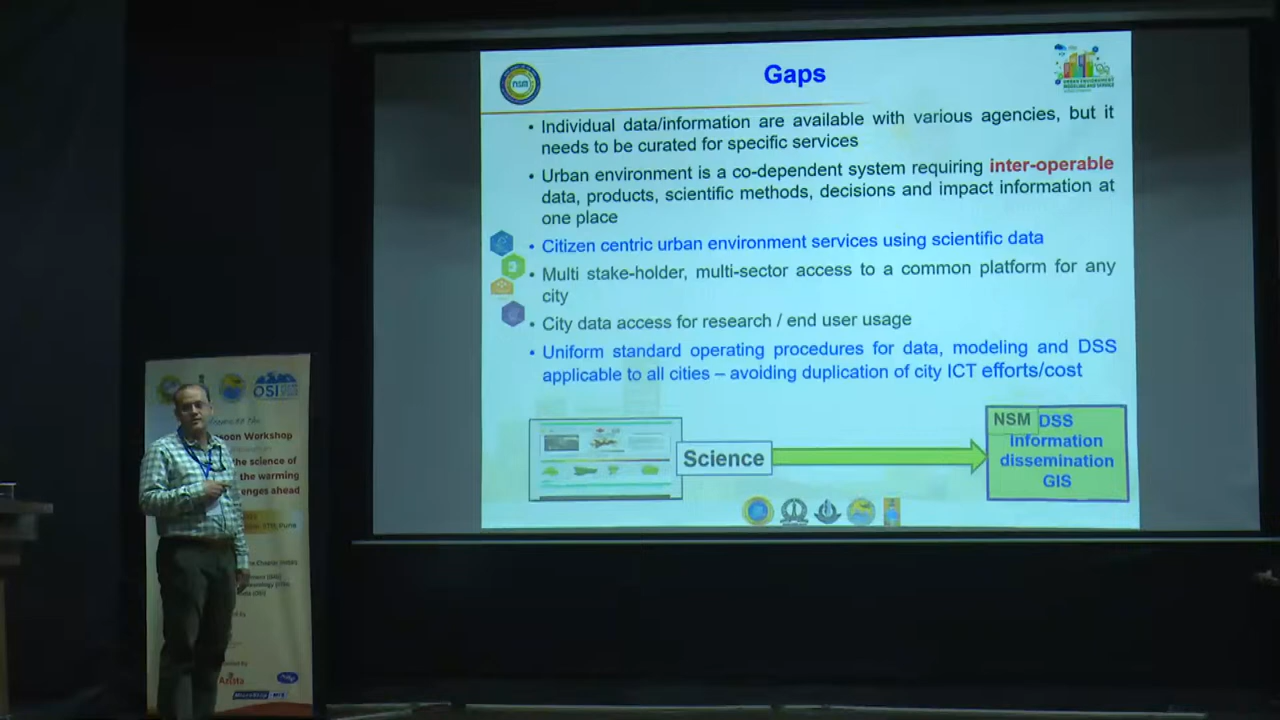 Gaps
nsm
URBAN ENVIRONMENT
• Individual data/information are available with various agencies, but it
needs to be curated for specific services
• Urban environment is a co-dependent system requiring inter-operable
data, products, scientific methods, decisions and impact information at
one place
• Citizen centric urban environment services using scientific data
• Multi stake-holder, multi-sector access to a common platform for any
city
• City data access for research / end user usage
• Uniform standard operating procedures for data, modeling and DSS
applicable to all cities – avoiding duplication of city ICT efforts/cost
Science
NSM DSS
Information
dissemination
GIS
OSI
Workshop
the science of
the warming
enges ahead